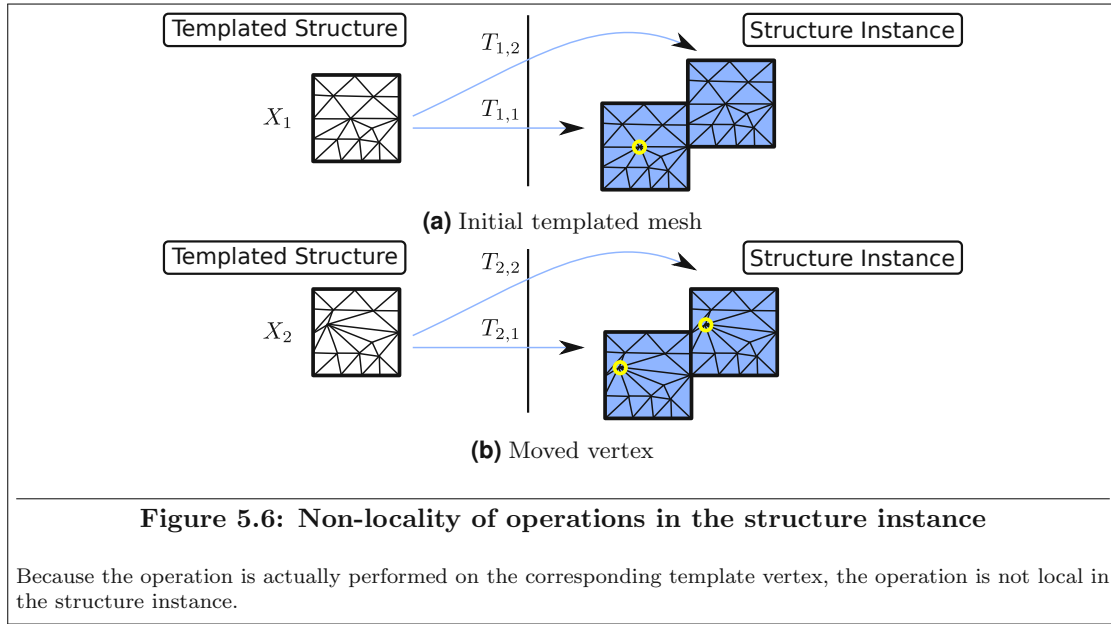 Templated Structure
Structure Instance
T1,2
X1
T1,1
(a) Initial templated mesh
Templated Structure
Structure Instance
T2,2
X2
T2,1
(b) Moved vertex
Figure 5.6: Non-locality of operations in the structure instance
Because the operation is actually performed on the corresponding template vertex, the operation is not local in
the structure instance.